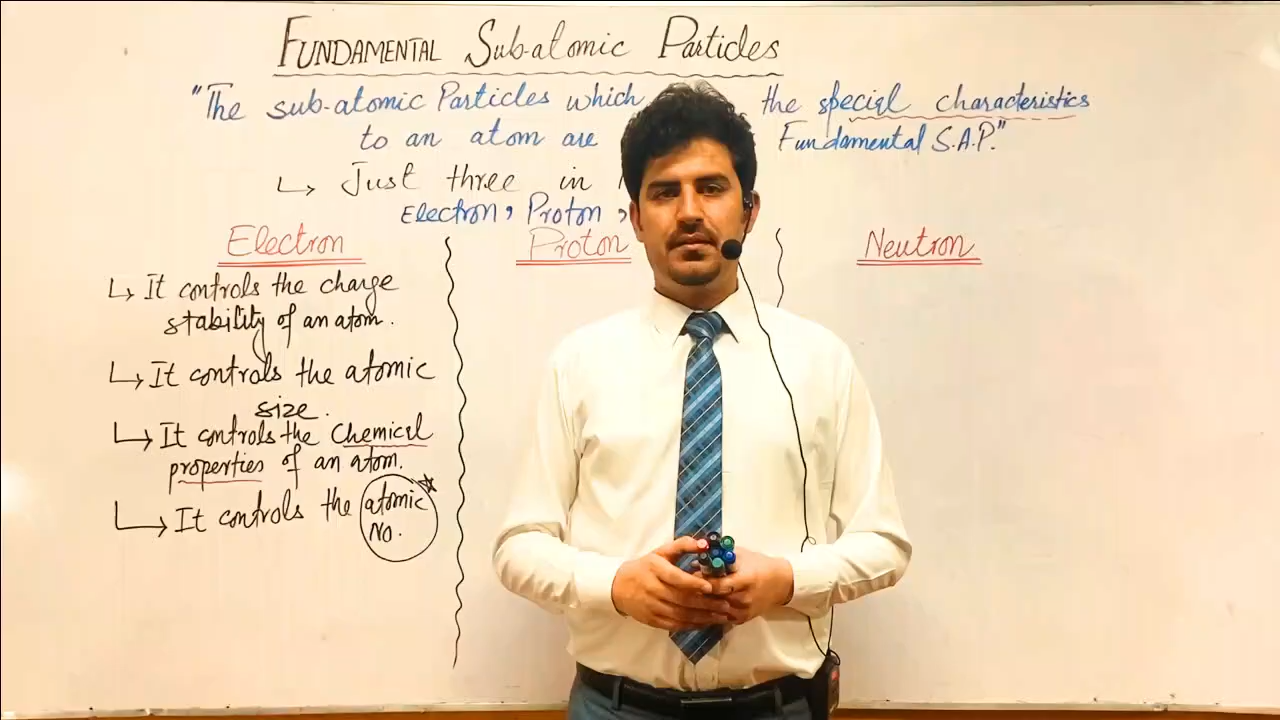 FUNDAMENTAL Sub-atomic Particles
"The sub-atomic Particles which the special characteristics
to an atom are Fundamental S.A.P."
↳ Just three in
Electron, Proton,
Electron
Proton
Neutron
↳ It controls the charge
stability of an atom.
↳ It controls the atomic
size.
↳ It controls the Chemical
properties of an atom.
↳ It controls the atomic
No.